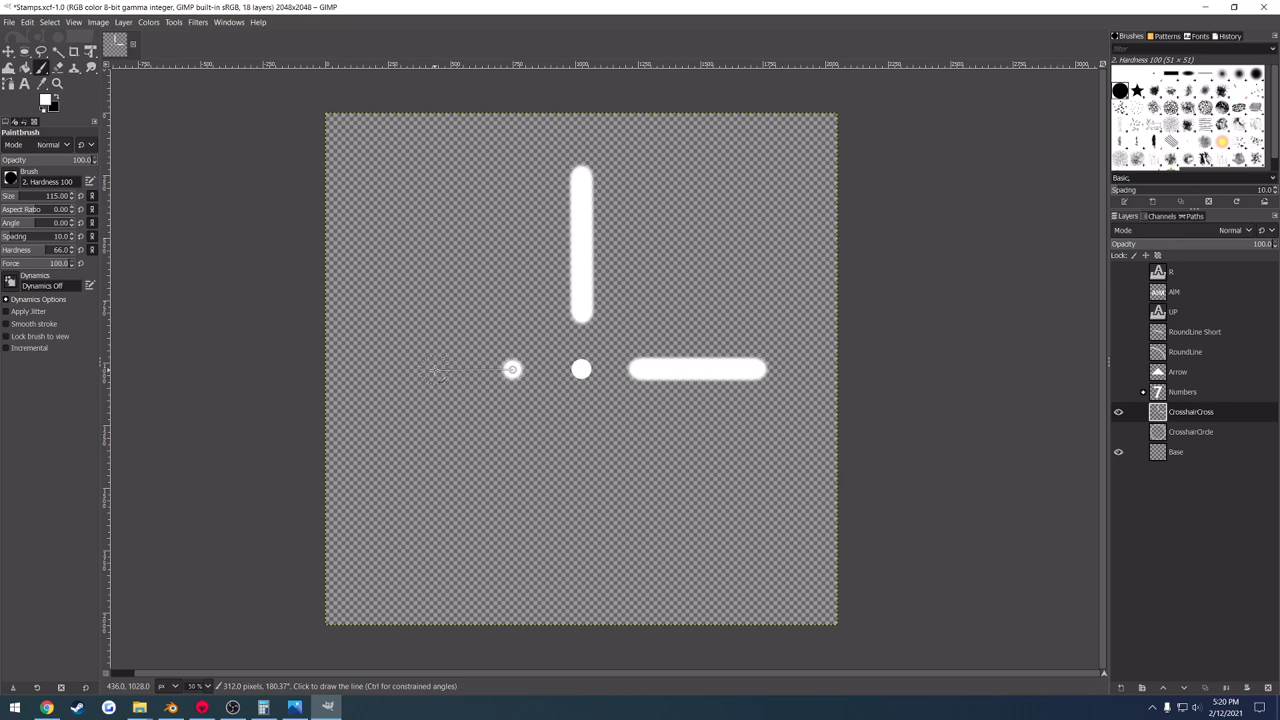 *Stamps.xcf-1.0 (RGB color 8-bit gamma integer, GIMP built-in sRGB, 18 layers) 2048x2048 – GIMP
File Edit Select View Image Layer Colors Tools Filters Windows Help
Brushes Patterns Fonts History
filter
2. Hardness 100 (51 × 51)
Paintbrush
Mode Normal
Opacity 100.0
Brush
2. Hardness 100
Size 115.00
Aspect Ratio 0.00
Angle 0.00
Spacing 10.0
Hardness 66.0
Force 100.0
Dynamics
Dynamics Off
Dynamics Options
Apply Jitter
Smooth stroke
Lock brush to view
Incremental
Basic,
Spacing 10.0
Layers Channels Paths
Mode Normal
Opacity 100.0
Lock:
R
AIM
UP
RoundLine Short
RoundLine
Arrow
7 Numbers
CrosshairCross
CrosshairCircle
Base
436.0, 1028.0 px 50 % 312.0 pixels, 180.37°. Click to draw the line (Ctrl for constrained angles)
5:20 PM
2/12/2021